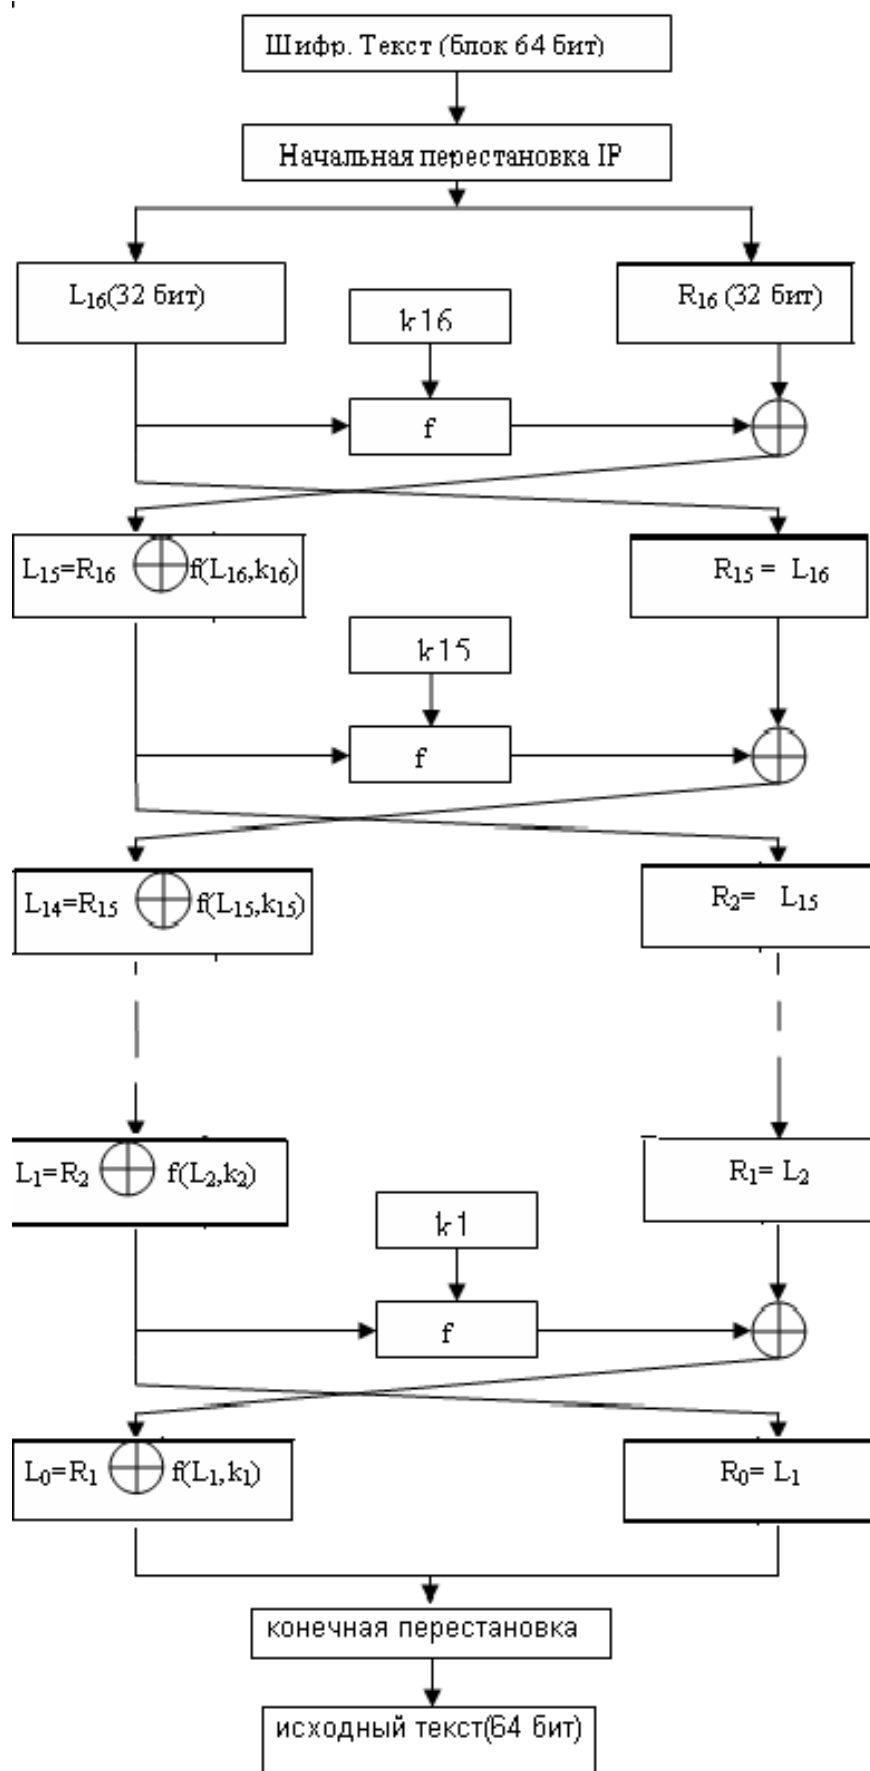 Шифр. Текст (блок 64 бит)
Начальная перестановка IP
L16(32 бит)
k16
R16 (32 бит)
f
L15=R16 ⊕ f(L16,k16)
R15 = L16
k15
f
L14=R15 ⊕ f(L15,k15)
R2= L15
L1=R2 ⊕ f(L2,k2)
R1= L2
k1
f
L0=R1 ⊕ f(L1,k1)
R0= L1
конечная перестановка
исходный текст(64 бит)